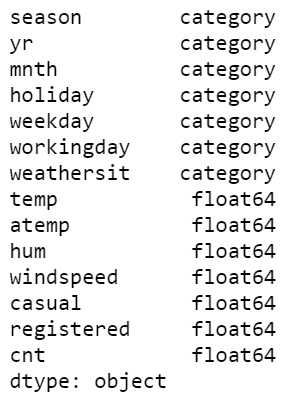 season category
yr category
mnth category
holiday category
weekday category
workingday category
weathersit category
temp float64
atemp float64
hum float64
windspeed float64
casual float64
registered float64
cnt float64
dtype: object